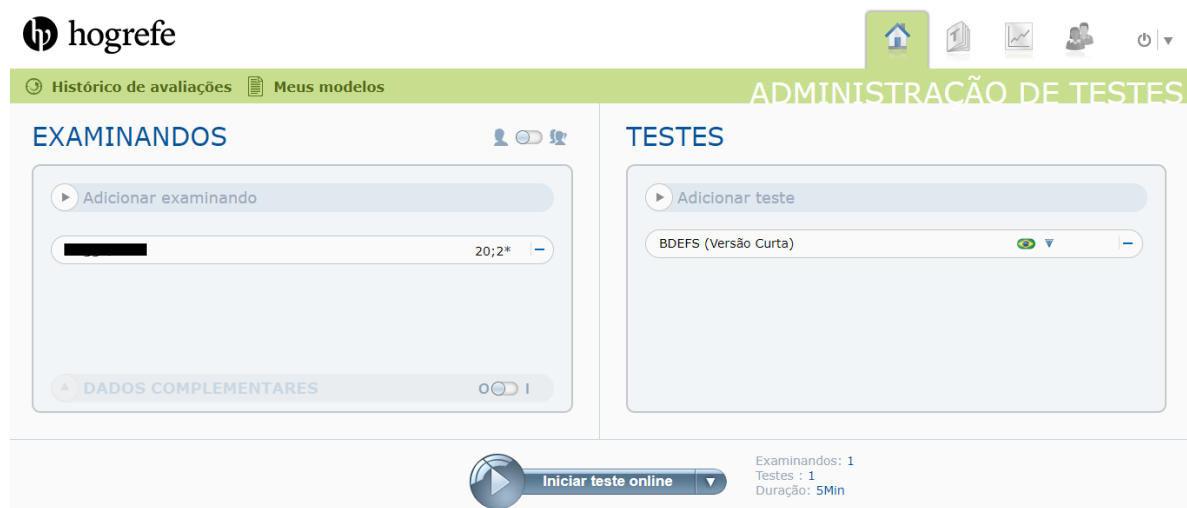 hogrefe
Histórico de avaliações Meus modelos
ADMINISTRAÇÃO DE TESTES
EXAMINANDOS
Adicionar examinando
20;2*
DADOS COMPLEMENTARES O I
TESTES
Adicionar teste
BDEFS (Versão Curta)
Iniciar teste online
Examinandos: 1
Testes : 1
Duração: 5Min